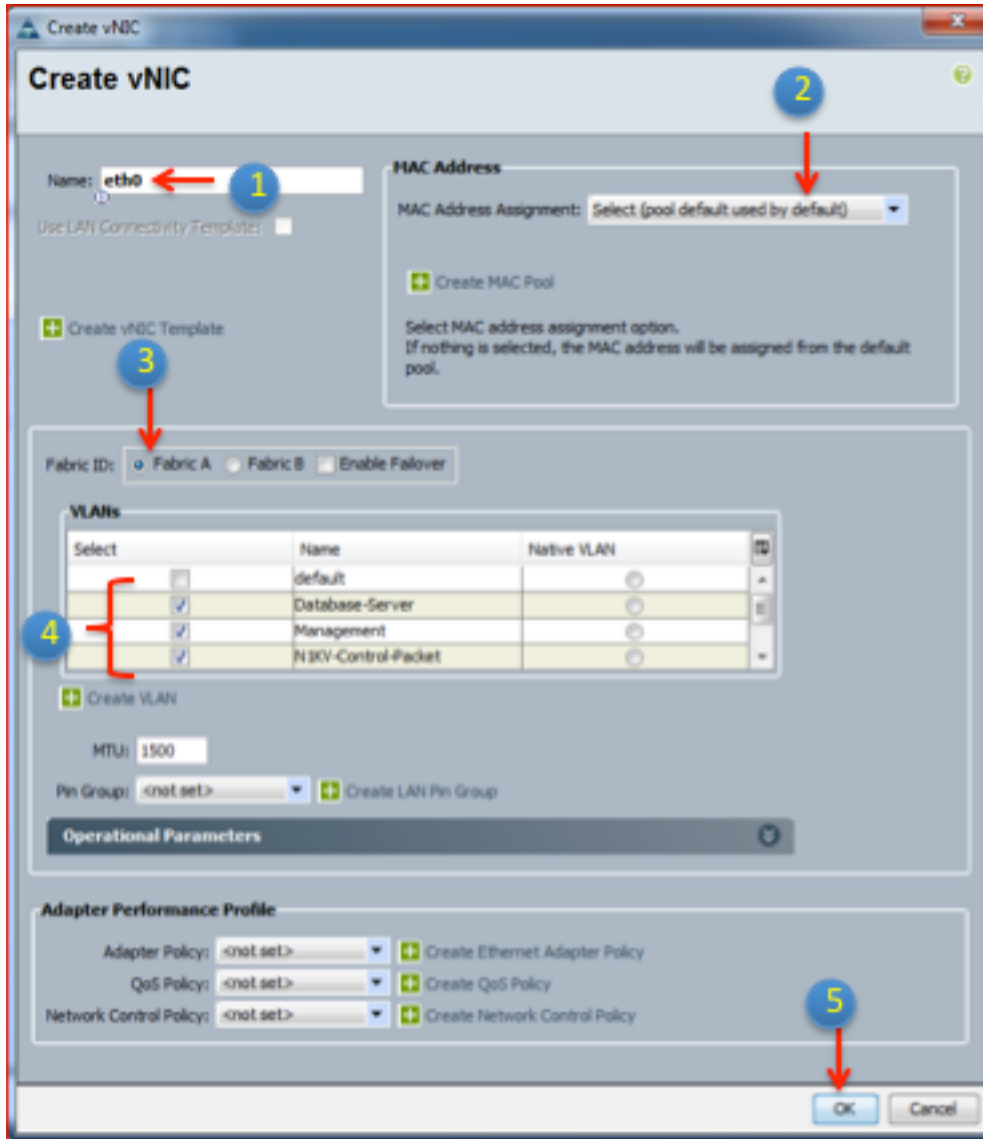 Create vNIC
Create vNIC
2
Name: eth0
1
Use LAN Connectivity Template:
Create vNIC Template
MAC Address
MAC Address Assignment: Select (pool default used by default)
Create MAC Pool
Select MAC address assignment option.
If nothing is selected, the MAC address will be assigned from the default
pool.
3
Fabric ID: Fabric A Fabric B Enable Failover
VLANs
Select Name Native VLAN
default
Database-Server
4
Management
N1KV-Control-Packet
Create VLAN
MTU: 1500
Pin Group: <not set> Create LAN Pin Group
Operational Parameters
Adapter Performance Profile
Adapter Policy: <not set> Create Ethernet Adapter Policy
QoS Policy: <not set> Create QoS Policy
Network Control Policy: <not set> Create Network Control Policy
5
OK Cancel